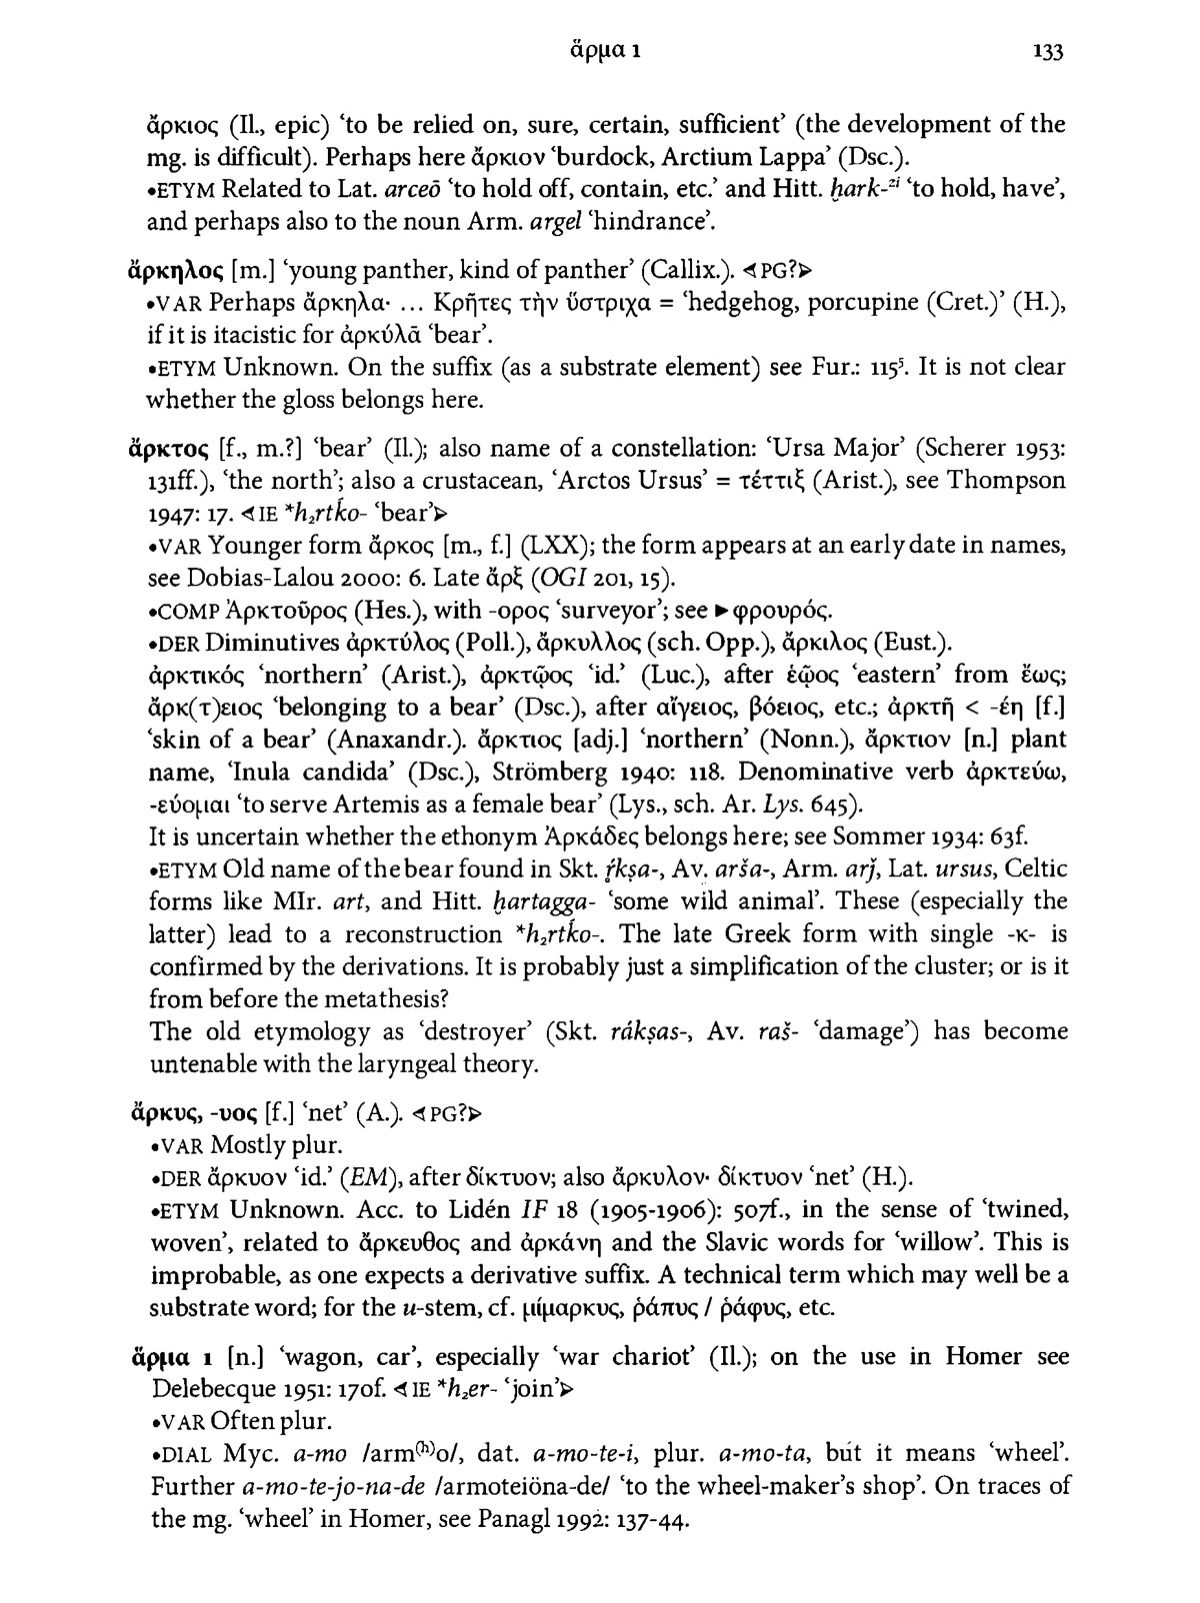 ἅρμα 1 133
ἄρκιος (Il., epic) ‘to be relied on, sure, certain, sufficient’ (the development of the
mg. is difficult). Perhaps here ἄρκιον ‘burdock, Arctium Lappa’ (Dsc.).
•ETYM Related to Lat. arceō ‘to hold off, contain, etc.’ and Hitt. ḫark-ᶻⁱ ‘to hold, have’,
and perhaps also to the noun Arm. argel ‘hindrance’.
ἄρκηλος [m.] ‘young panther, kind of panther’ (Callix.). ⊲PG?⊳
•VAR Perhaps ἄρκηλα· ... Κρῆτες τὴν ὕστριχα = ‘hedgehog, porcupine (Cret.)’ (H.),
if it is itacistic for ἀρκύλᾱ ‘bear’.
•ETYM Unknown. On the suffix (as a substrate element) see Fur.: 115⁵. It is not clear
whether the gloss belongs here.
ἄρκτος [f., m.?] ‘bear’ (Il.); also name of a constellation: ‘Ursa Major’ (Scherer 1953:
131ff.), ‘the north’; also a crustacean, ‘Arctos Ursus’ = τέττιξ (Arist.), see Thompson
1947: 17. ⊲IE *h₂rtḱo- ‘bear’⊳
•VAR Younger form ἄρκος [m., f.] (LXX); the form appears at an early date in names,
see Dobias-Lalou 2000: 6. Late ἄρξ (OGI 201, 15).
•COMP Ἀρκτοῦρος (Hes.), with -ορος ‘surveyor’; see ►φρουρός.
•DER Diminutives ἀρκτύλος (Poll.), ἄρκυλλος (sch. Opp.), ἄρκιλος (Eust.).
ἀρκτικός ‘northern’ (Arist.), ἀρκτῷος ‘id.’ (Luc.), after ἑῷος ‘eastern’ from ἕως;
ἄρκ(τ)ειος ‘belonging to a bear’ (Dsc.), after αἴγειος, βόειος, etc.; ἀρκτῆ < -έη [f.]
‘skin of a bear’ (Anaxandr.). ἄρκτιος [adj.] ‘northern’ (Nonn.), ἄρκτιον [n.] plant
name, ‘Inula candida’ (Dsc.), Strömberg 1940: 118. Denominative verb ἀρκτεύω,
-εύομαι ‘to serve Artemis as a female bear’ (Lys., sch. Ar. Lys. 645).
It is uncertain whether the ethonym Ἀρκάδες belongs here; see Sommer 1934: 63f.
•ETYM Old name of the bear found in Skt. ŕ̥kṣa-, Av. arša-, Arm. arǰ, Lat. ursus, Celtic
forms like MIr. art, and Hitt. ḫartagga- ‘some wild animal’. These (especially the
latter) lead to a reconstruction *h₂rtḱo-. The late Greek form with single -κ- is
confirmed by the derivations. It is probably just a simplification of the cluster; or is it
from before the metathesis?
The old etymology as ‘destroyer’ (Skt. rákṣas-, Av. raš- ‘damage’) has become
untenable with the laryngeal theory.
ἄρκυς, -υος [f.] ‘net’ (A.). ⊲PG?⊳
•VAR Mostly plur.
•DER ἄρκυον ‘id.’ (EM), after δίκτυον; also ἄρκυλον· δίκτυον ‘net’ (H.).
•ETYM Unknown. Acc. to Lidén IF 18 (1905-1906): 507f., in the sense of ‘twined,
woven’, related to ἄρκευθος and ἀρκάνη and the Slavic words for ‘willow’. This is
improbable, as one expects a derivative suffix. A technical term which may well be a
substrate word; for the u-stem, cf. μίμαρκυς, ῥάπυς / ῥάφυς, etc.
ἅρμα 1 [n.] ‘wagon, car’, especially ‘war chariot’ (Il.); on the use in Homer see
Delebecque 1951: 170f. ⊲IE *h₂er- ‘join’⊳
•VAR Often plur.
•DIAL Myc. a-mo /arm⁽ʰ⁾o/, dat. a-mo-te-i, plur. a-mo-ta, but it means ‘wheel’.
Further a-mo-te-jo-na-de /armoteiöna-de/ ‘to the wheel-maker’s shop’. On traces of
the mg. ‘wheel’ in Homer, see Panagl 1992: 137-44.